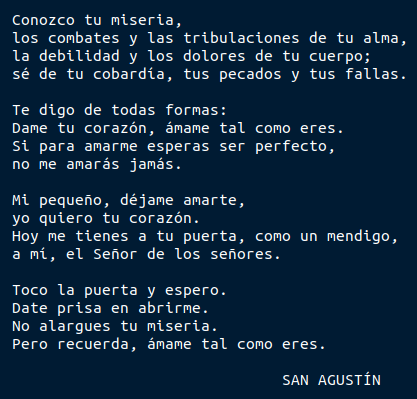 Conozco tu miseria,
los combates y las tribulaciones de tu alma,
la debilidad y los dolores de tu cuerpo;
sé de tu cobardía, tus pecados y tus fallas.

Te digo de todas formas:
Dame tu corazón, ámame tal como eres.
Si para amarme esperas ser perfecto,
no me amarás jamás.

Mi pequeño, déjame amarte,
yo quiero tu corazón.
Hoy me tienes a tu puerta, como un mendigo,
a mí, el Señor de los señores.

Toco la puerta y espero.
Date prisa en abrirme.
No alargues tu miseria.
Pero recuerda, ámame tal como eres.

SAN AGUSTÍN